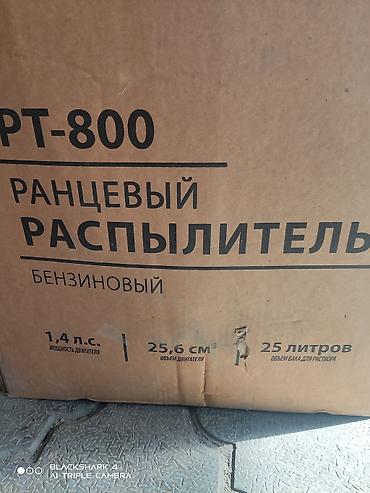 РТ-800
РАНЦЕВЫЙ
РАСПЫЛИТЕЛЬ
БЕНЗИНОВЫЙ
1,4 л.с. 25,6 см³ 25 литров
МОЩНОСТЬ ДВИГАТЕЛЯ ОБЪЕМ ДВИГАТЕЛЯ ОБЪЕМ БАКА ДЛЯ РАСТВОРА
BLACKSHARK 4
AI TRIPLE CAMERA